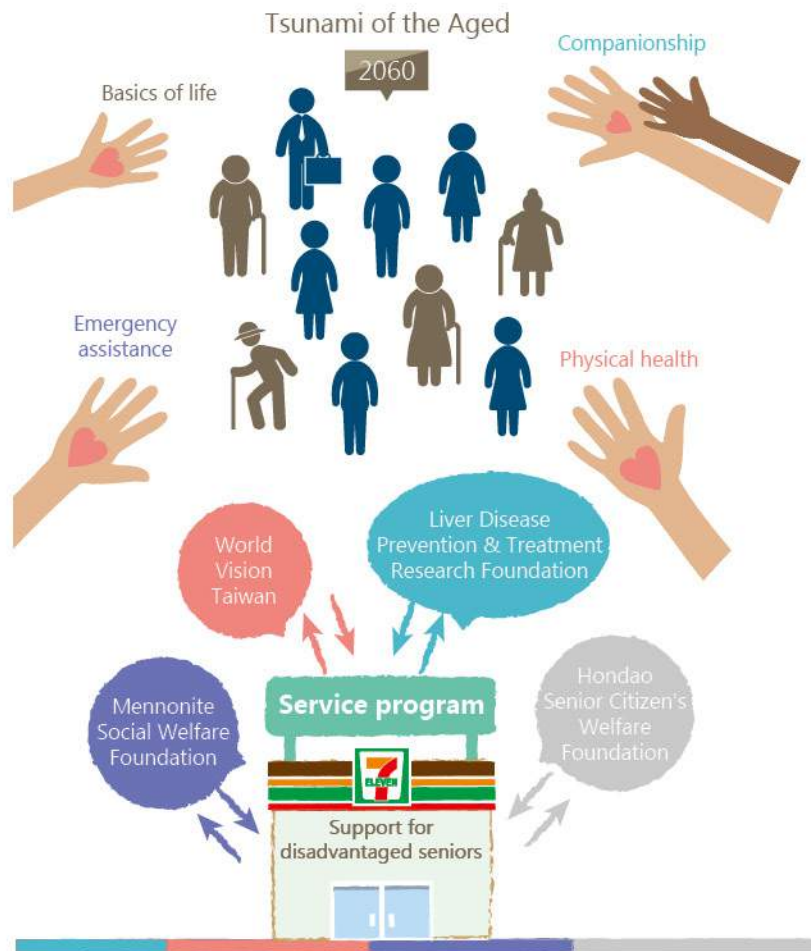 Tsunami of the Aged
2060
Companionship
Basics of life
Emergency
assistance
Physical health
World
Vision
Taiwan
Liver Disease
Prevention & Treatment
Research Foundation
Mennonite
Social Welfare
Foundation
Service program
Hondao
Senior Citizen's
Welfare
Foundation
7
ELEVEN
Support for
disadvantaged seniors